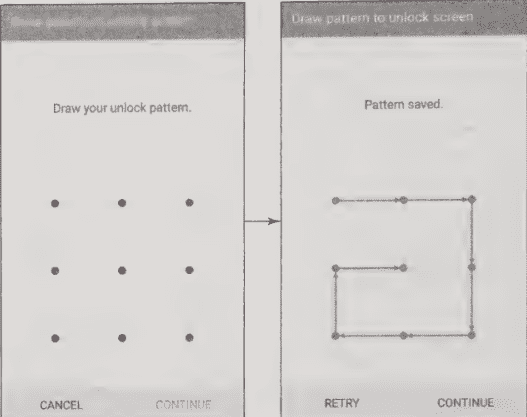 Draw pattern to unlock screen
Draw your unlock pattern.
Pattern saved.
CANCEL
CONTINUE
RETRY
CONTINUE